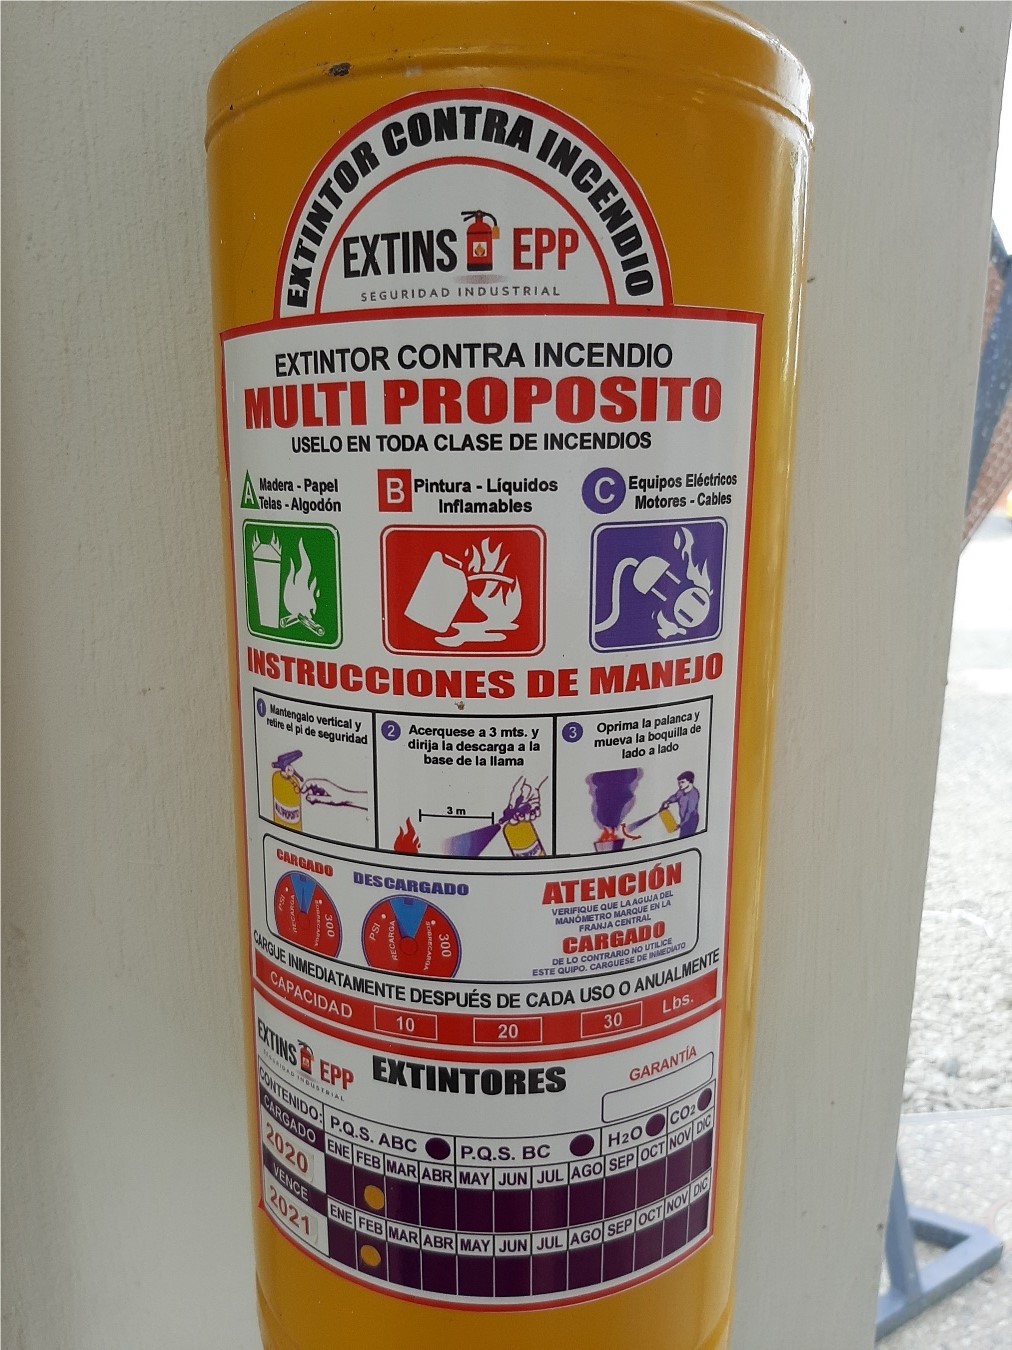 EXTINTOR CONTRA INCENDIO
EXTINS EPP
SEGURIDAD INDUSTRIAL
EXTINTOR CONTRA INCENDIO
MULTI PROPOSITO
USELO EN TODA CLASE DE INCENDIOS
A Madera - Papel
Telas - Algodón
B Pintura - Líquidos
Inflamables
C Equipos Eléctricos
Motores - Cables
INSTRUCCIONES DE MANEJO
1 Mantengalo vertical y
retire el pi de seguridad
2 Acerquese a 3 mts. y
dirija la descarga a la
base de la llama
3 m
3 Oprima la palanca y
mueva la boquilla de
lado a lado
CARGADO
PSI RECARGA SOBRECARGA 300
DESCARGADO
PSI RECARGA SOBRECARGA 300
ATENCIÓN
VERIFIQUE QUE LA AGUJA DEL
MANÓMETRO MARQUE EN LA
FRANJA CENTRAL
CARGADO
DE LO CONTRARIO NO UTILICE
ESTE QUIPO. CARGUESE DE INMEDIATO
CARGUE INMEDIATAMENTE DESPUÉS DE CADA USO O ANUALMENTE
CAPACIDAD 10 20 30 Lbs.
EXTINS EPP
SEGURIDAD INDUSTRIAL
EXTINTORES
GARANTÍA
CONTENIDO: P.Q.S. ABC P.Q.S. BC H2O CO2
CARGADO ENE FEB MAR ABR MAY JUN JUL AGO SEP OCT NOV DIC
2020
VENCE ENE FEB MAR ABR MAY JUN JUL AGO SEP OCT NOV DIC
2021